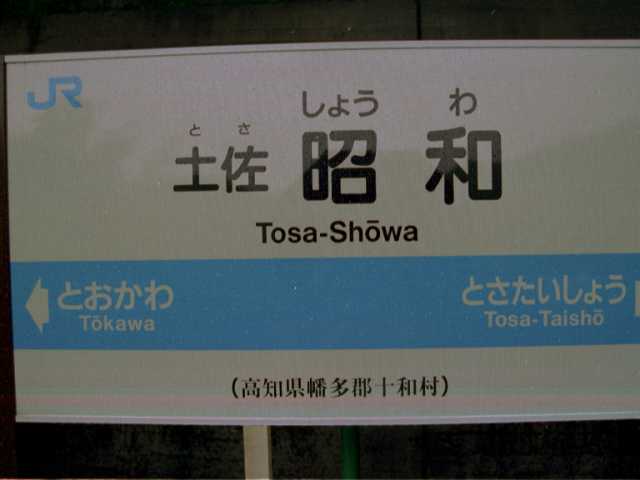 JR
とさ しょうわ
土佐 昭和
Tosa-Shōwa
とおかわ
Tōkawa
とさたいしょう
Tosa-Taishō
(高知県幡多郡十和村)